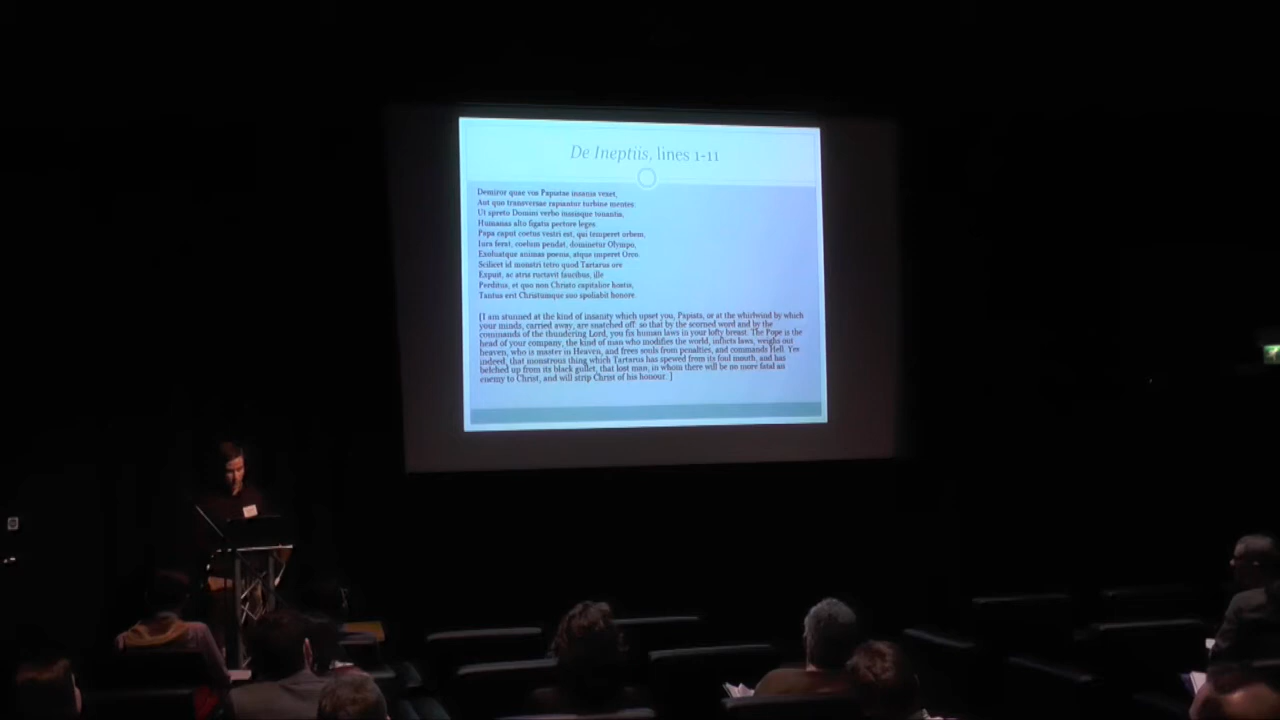 De Ineptiis, lines 1-11
Demiror quae vos Papistae insania vexet,
Aut quo transversae rapiantur turbine mentes:
Ut spreto Domini verbo iussisque tonantis,
Humanas alto figatis pectore leges.
Papa caput coetus vestri est, qui temperet urbem,
Iura ferat, coelum pendat, dominetur Olympo,
Exoluatque animas poenis, atque imperet Orco.
Scilicet id monstri tetro quod Tartarus ore
Expuit, ac atris ructavit faucibus, ille
Perditus, et quo non Christo capitalior hostis,
Tantus erit Christumque suo spoliabit honore.
[I am stunned at the kind of insanity which upset you, Papists, or at the whirlwind by which
your minds, carried away, are snatched off: so that by the scorned word and by the
commands of the thundering Lord, you fix human laws in your lofty breast. The Pope is the
head of your company, the kind of man who modifies the world, inflicts laws, weighs out
heaven, who is master in Heaven, and frees souls from penalties, and commands Hell. Yes
indeed, that monstrous thing which Tartarus has spewed from its foul mouth, and has
belched up from its black gullet, that lost man, in whom there will be no more fatal an
enemy to Christ, and will strip Christ of his honour. ]